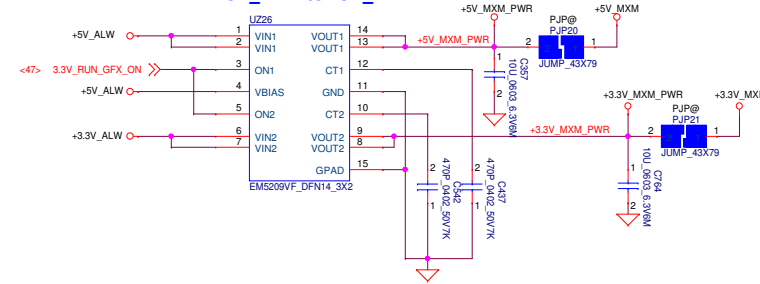 +5V_MXM_PWR
+5V_MXM
UZ26
PJP@
PJP20
+5V_ALW
1
VIN1
VOUT1
14
2
VIN1
VOUT1
13
+5V_MXM_PWR
2
1
JUMP_43X79
<47>
3.3V_RUN_GFX_ON
3
ON1
CT1
12
1
C357
10U_0603_6.3V6M
2
+5V_ALW
4
VBIAS
GND
11
5
ON2
CT2
10
+3.3V_MXM_PWR
PJP@
PJP21
+3.3V_ALW
6
VIN2
VOUT2
9
7
VIN2
VOUT2
8
+3.3V_MXM_PWR
2
1
JUMP_43X79
GPAD
15
EM5209VF_DFN14_3X2
2
C542
470P_0402_50V7K
1
2
C437
470P_0402_50V7K
1
1
C764
10U_0603_6.3V6M
2